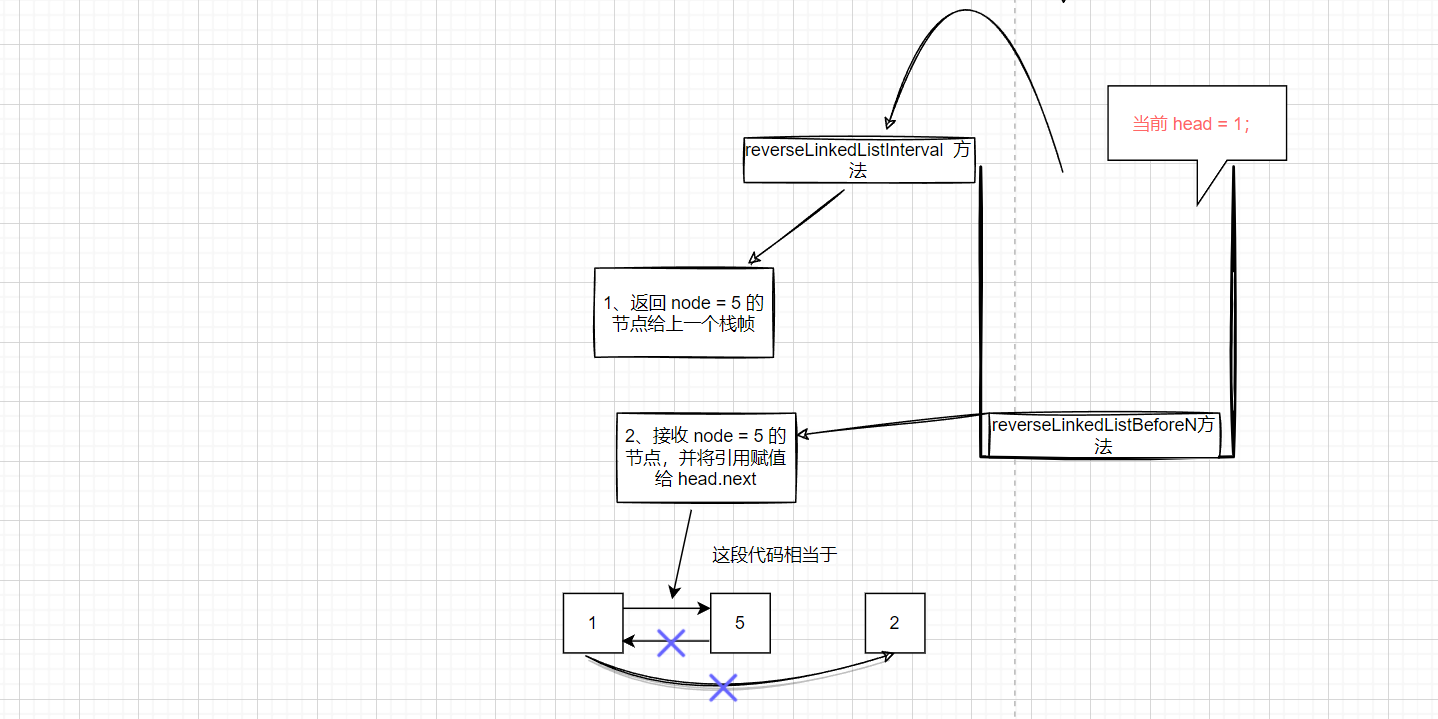 当前 head = 1;
reverseLinkedListInterval 方
法
1、返回 node = 5 的
节点给上一个栈帧
reverseLinkedListBeforeN方
法
2、接收 node = 5 的
节点，并将引用赋值
给 head.next
这段代码相当于
1
5
2